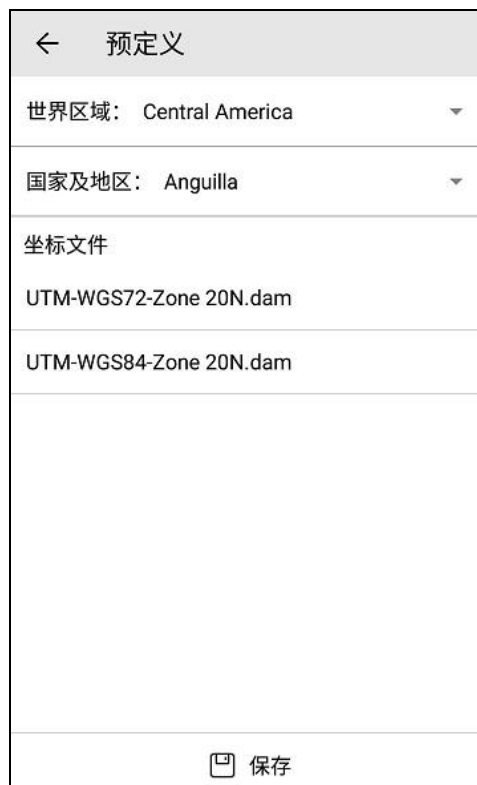 预定义
世界区域： Central America
国家及地区： Anguilla
坐标文件
UTM-WGS72-Zone 20N.dam
UTM-WGS84-Zone 20N.dam
保存